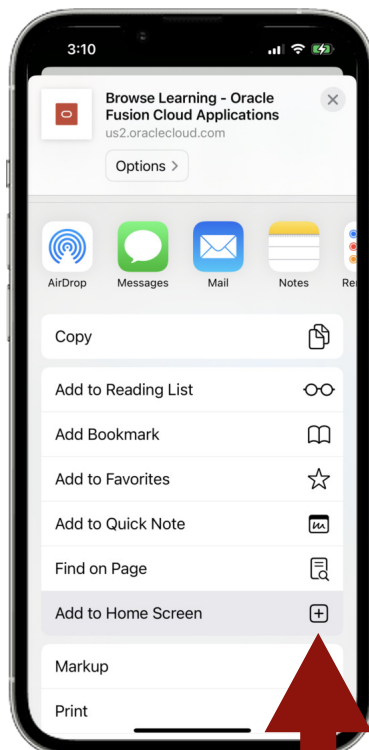 3:10
Browse Learning - Oracle
Fusion Cloud Applications
us2.oraclecloud.com
Options >
AirDrop
Messages
Mail
Notes
Re
Copy
Add to Reading List
Add Bookmark
Add to Favorites
Add to Quick Note
Find on Page
Add to Home Screen
Markup
Print